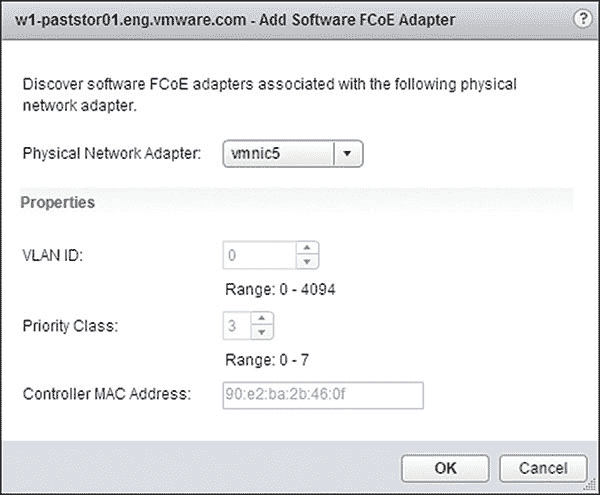 w1-paststor01.eng.vmware.com - Add Software FCoE Adapter
?
Discover software FCoE adapters associated with the following physical
network adapter.
Physical Network Adapter: vmnic5
Properties
VLAN ID: 0
Range: 0 - 4094
Priority Class: 3
Range: 0 - 7
Controller MAC Address: 90:e2:ba:2b:46:0f
OK Cancel